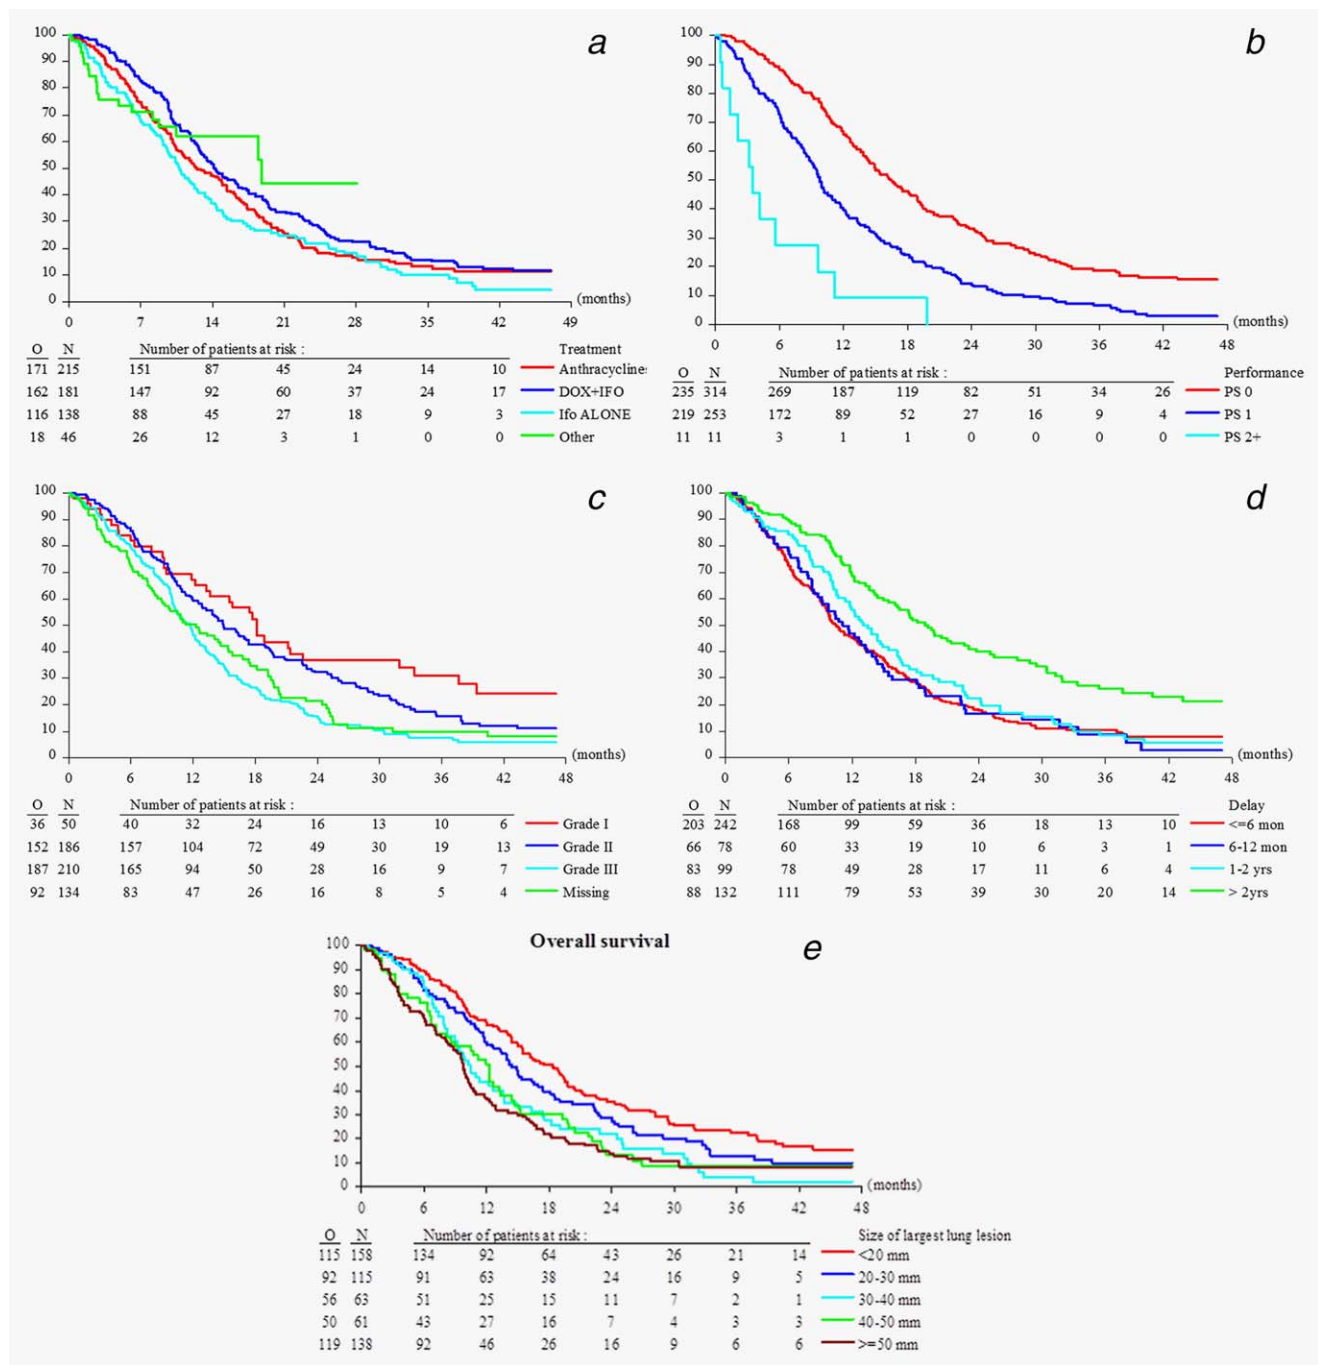 a
100
90
80
70
60
50
40
30
20
10
0
(months)
0 7 14 21 28 35 42 49
O N Number of patients at risk : Treatment
171 215 151 87 45 24 14 10 Anthracycline:
162 181 147 92 60 37 24 17 DOX+IFO
116 138 88 45 27 18 9 3 Ifo ALONE
18 46 26 12 3 1 0 0 Other
b
100
90
80
70
60
50
40
30
20
10
0
(months)
0 6 12 18 24 30 36 42 48
O N Number of patients at risk : Performance
235 314 269 187 119 82 51 34 26 PS 0
219 253 172 89 52 27 16 9 4 PS 1
11 11 3 1 1 0 0 0 0 PS 2+
c
100
90
80
70
60
50
40
30
20
10
0
(months)
0 6 12 18 24 30 36 42 48
O N Number of patients at risk :
36 50 40 32 24 16 13 10 6 Grade I
152 186 157 104 72 49 30 19 13 Grade II
187 210 165 94 50 28 16 9 7 Grade III
92 134 83 47 26 16 8 5 4 Missing
d
100
90
80
70
60
50
40
30
20
10
0
(months)
0 6 12 18 24 30 36 42 48
O N Number of patients at risk : Delay
203 242 168 99 59 36 18 13 10 <=6 mon
66 78 60 33 19 10 6 3 1 6-12 mon
83 99 78 49 28 17 11 6 4 1-2 yrs
88 132 111 79 53 39 30 20 14 > 2yrs
Overall survival
e
100
90
80
70
60
50
40
30
20
10
0
(months)
0 6 12 18 24 30 36 42 48
O N Number of patients at risk : Size of largest lung lesion
115 158 134 92 64 43 26 21 14 <20 mm
92 115 91 63 38 24 16 9 5 20-30 mm
56 63 51 25 15 11 7 2 1 30-40 mm
50 61 43 27 16 7 4 3 3 40-50 mm
119 138 92 46 26 16 9 6 6 >=50 mm